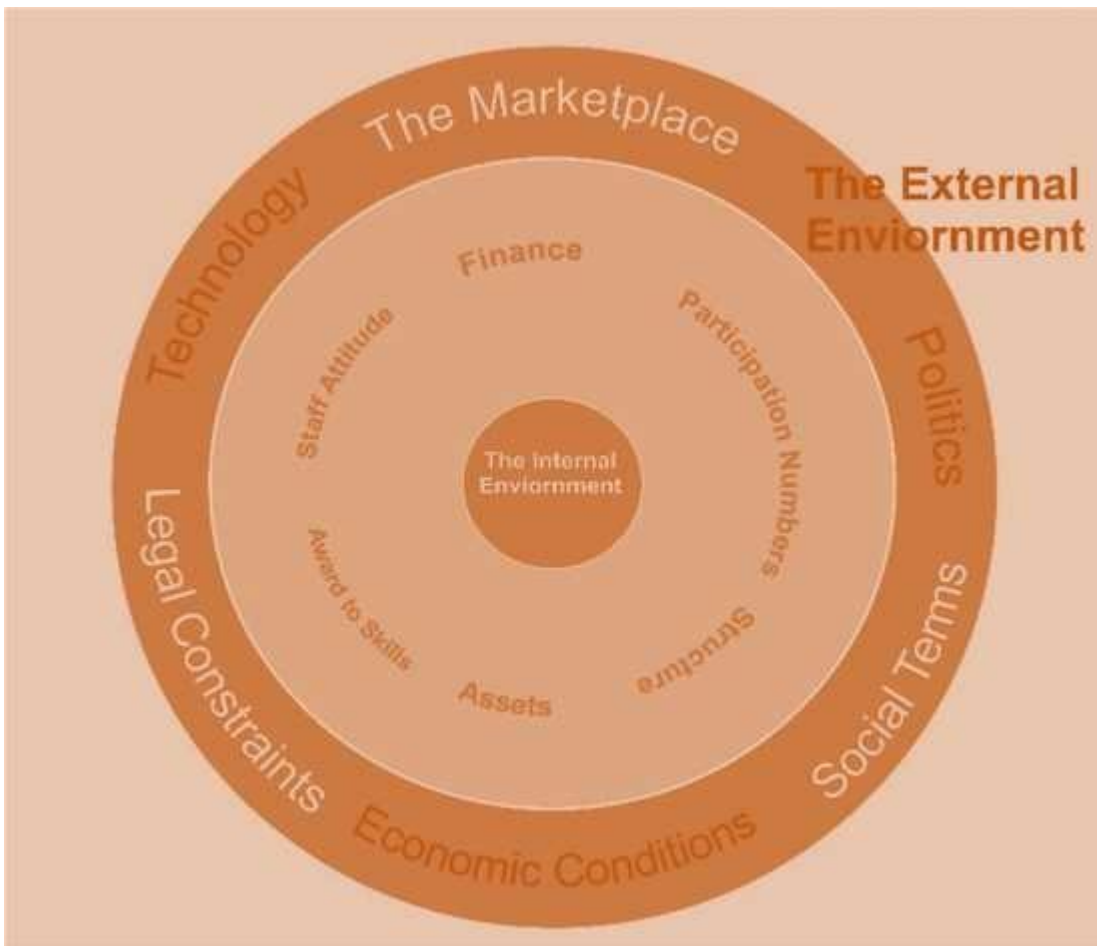 The Marketplace
The External
Enviornment
Technology
Politics
Legal Constraints
Social Terms
Economic Conditions
Finance
Participation Numbers
Staff Attitude
The Internal
Enviornment
Award to Skills
Structure
Assets